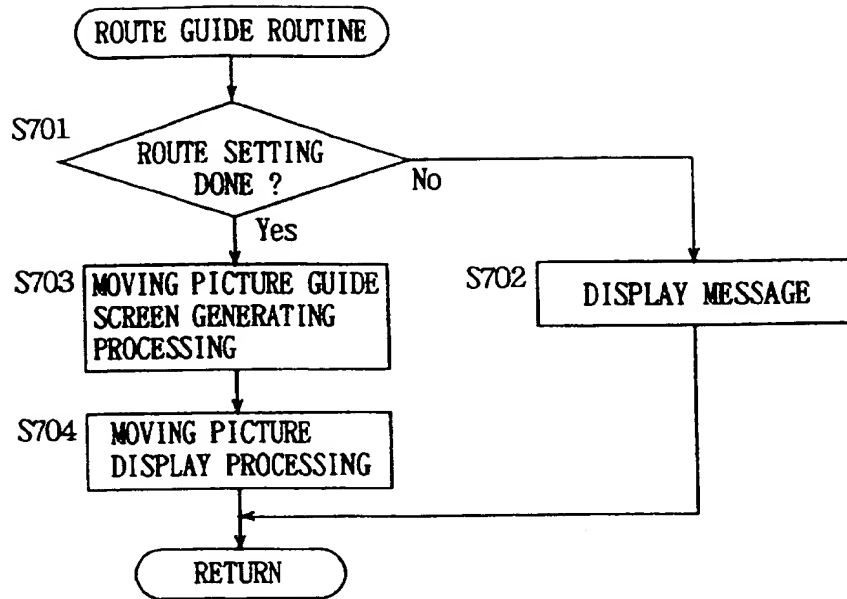 ROUTE GUIDE ROUTINE
S701
ROUTE SETTING
DONE ?
No
Yes
S703
MOVING PICTURE GUIDE
SCREEN GENERATING
PROCESSING
S702
DISPLAY MESSAGE
S704
MOVING PICTURE
DISPLAY PROCESSING
RETURN